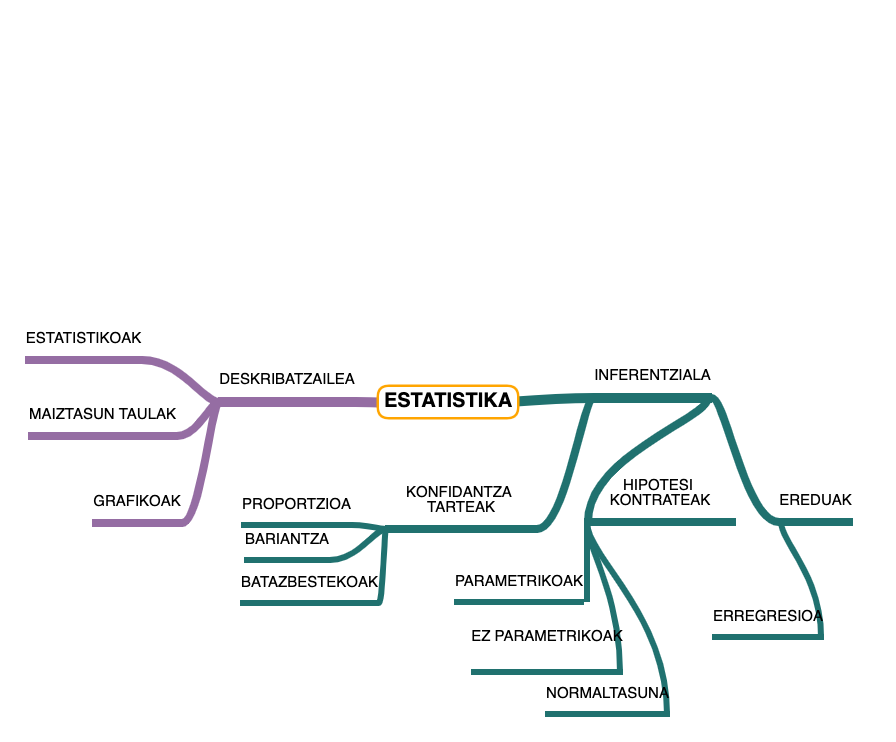 ESTATISTIKOAK
INFERENTZIALA
DESKRIBATZAILEA
ESTATISTIKA
MAIZTASUN TAULAK
HIPOTESI
KONTRATEAK
KONFIDANTZA
TARTEAK
GRAFIKOAK
PROPORTZIOA
EREDUAK
BARIANTZA
BATAZBESTEKOAK
PARAMETRIKOAK
ERREGRESIOA
EZ PARAMETRIKOAK
NORMALTASUNA